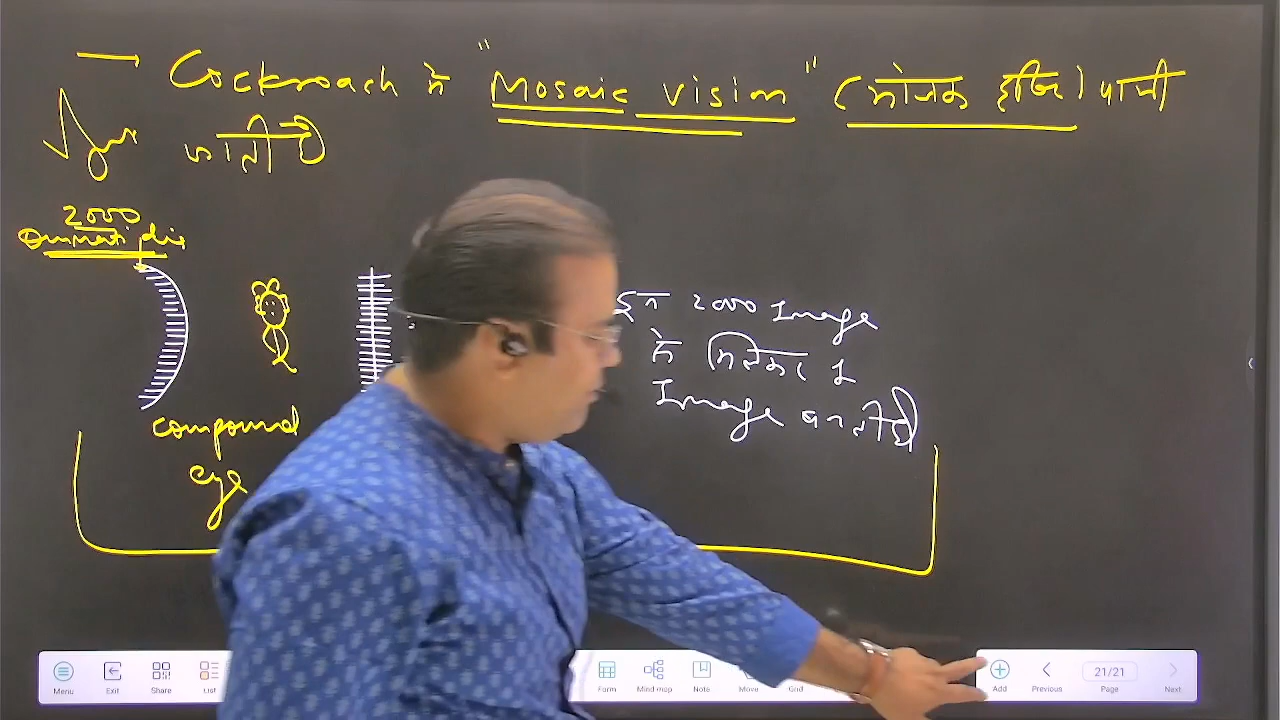 → Cockroach में "Mosaic vision" (मोजेक दृष्टि) पायी
जाती है
2000
Ommatidia
compound
eye
इन 2000 Image
से मिलकर 1
Image बनती है
Menu Exit Share List Form Mind map Note Move Grid Add Previous 21/21 Page Next